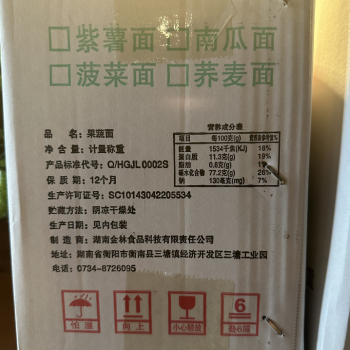 □紫薯面 □南瓜面
□菠菜面 □荞麦面
品 名：果蔬面
净 含 量：计量称重
产品标准代号：Q/HGJL 0002S
保 质 期：12个月
生产许可证号：SC10143042205534
贮藏方法：阴凉干燥处
生产日期：见内包装
制 造 商：湖南金林食品科技有限责任公司
地址：湖南省衡阳市衡南县三塘镇经济开发区三塘工业园
电话：0734-8726095
营养成分表
项目 每100克(g) 营养素参考值%
能量 1534千焦(KJ) 18%
蛋白质 11.3克(g) 19%
脂肪 0.8克(g) 1%
碳水化合物 77.2克(g) 26%
钠 130毫克(mg) 7%
怕湿 向上 小心轻放 6
处6层